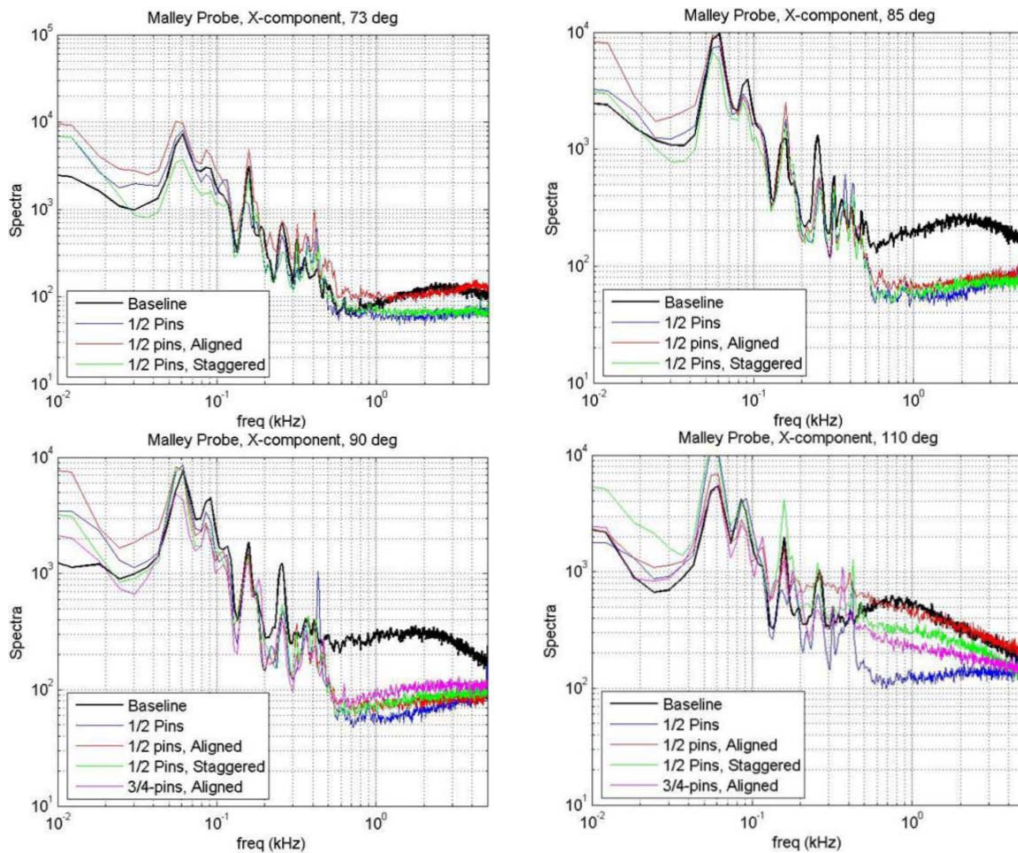 Malley Probe, X-component, 73 deg
10^5
10^4
10^3
10^2
10^1
Spectra
Baseline
1/2 Pins
1/2 pins, Aligned
1/2 Pins, Staggered
10^-2
10^-1
10^0
freq (kHz)
Malley Probe, X-component, 85 deg
10^4
10^3
10^2
10^1
Spectra
Baseline
1/2 Pins
1/2 pins, Aligned
1/2 Pins, Staggered
10^-2
10^-1
10^0
freq (kHz)
Malley Probe, X-component, 90 deg
10^4
10^3
10^2
10^1
Spectra
Baseline
1/2 Pins
1/2 pins, Aligned
1/2 Pins, Staggered
3/4-pins, Aligned
10^-2
10^-1
10^0
freq (kHz)
Malley Probe, X-component, 110 deg
10^4
10^3
10^2
10^1
Spectra
Baseline
1/2 Pins
1/2 pins, Aligned
1/2 Pins, Staggered
3/4-pins, Aligned
10^-2
10^-1
10^0
freq (kHz)